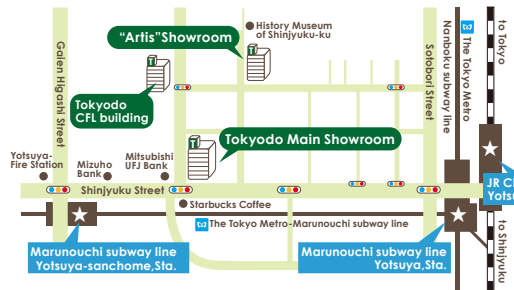 "Artis"Showroom
History Museum
of Shinjyuku-ku
Gaien Higashi Street
Tokyodo
CFL building
Tokyodo Main Showroom
Sotobori Street
Nanboku subway line
The Tokyo Metro
to Tokyo
Yotsuya-
Fire Station
Mizuho
Bank
Mitsubishi
UFJ Bank
Shinjyuku Street
JR
Yotsu
Starbucks Coffee
The Tokyo Metro-Marunouchi subway line
Marunouchi subway line
Yotsuya-sanchome,Sta.
Marunouchi subway line
Yotsuya,Sta.
to Shinjyuku